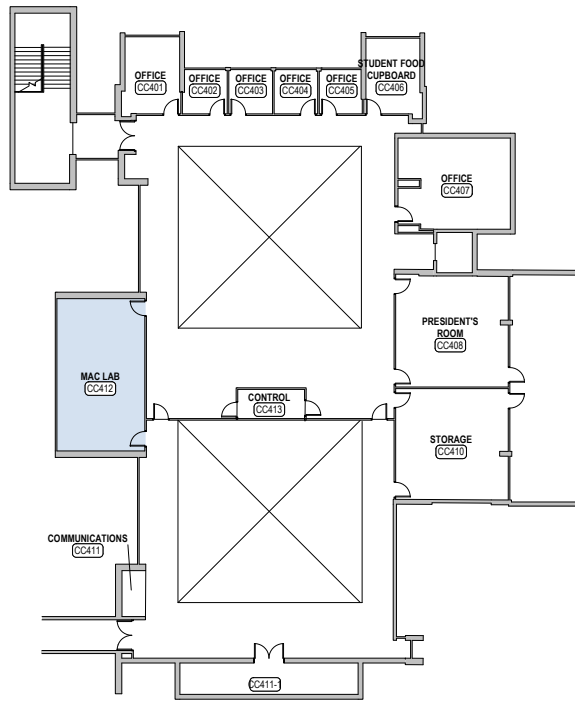 OFFICE
CC401
OFFICE
CC402
OFFICE
CC403
OFFICE
CC404
OFFICE
CC405
STUDENT FOOD
CUPBOARD
CC406
OFFICE
CC407
PRESIDENT'S
ROOM
CC408
MAC LAB
CC412
CONTROL
CC413
STORAGE
CC410
COMMUNICATIONS
CC411
CC411-1